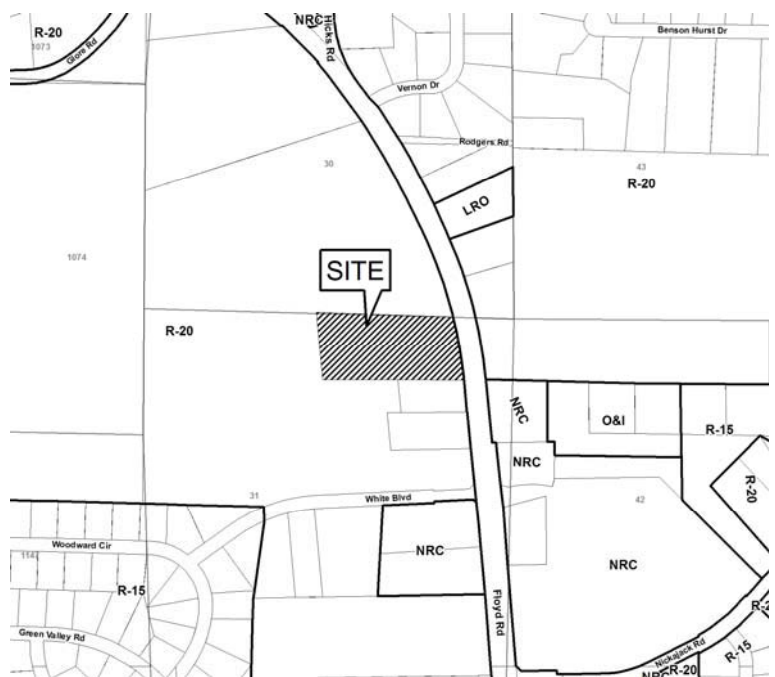 NRC
R-20
1073
Glore Rd
Hicks Rd
Benson Hurst Dr
Vernon Dr
Rodgers Rd
30
43
R-20
LRO
1074
SITE
R-20
NRC
O&I
R-15
NRC
R-20
31
White Blvd
42
NRC
NRC
Woodward Cir
R-15
Floyd Rd
Green Valley Rd
Nickajack Rd
R-15
R-20